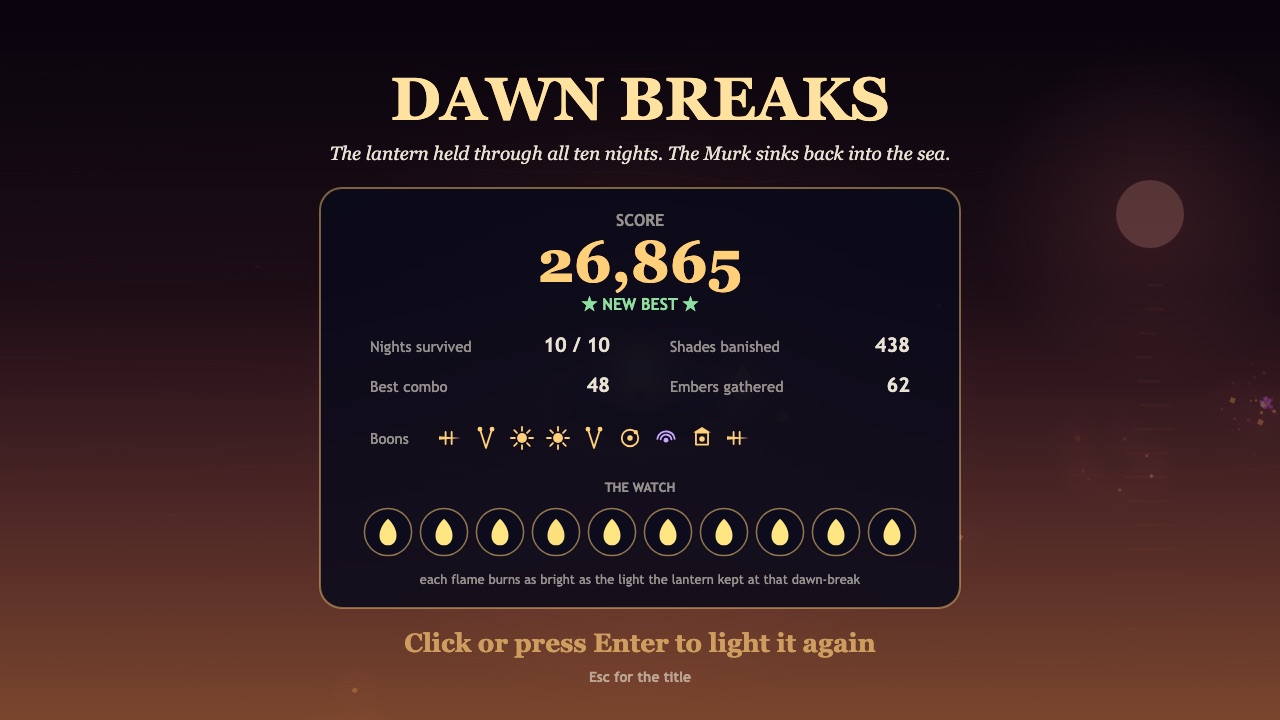 DAWN BREAKS
The lantern held through all ten nights. The Murk sinks back into the sea.
SCORE
26,865
★ NEW BEST ★
Nights survived 10 / 10 Shades banished 438
Best combo 48 Embers gathered 62
Boons
THE WATCH
each flame burns as bright as the light the lantern kept at that dawn-break
Click or press Enter to light it again
Esc for the title